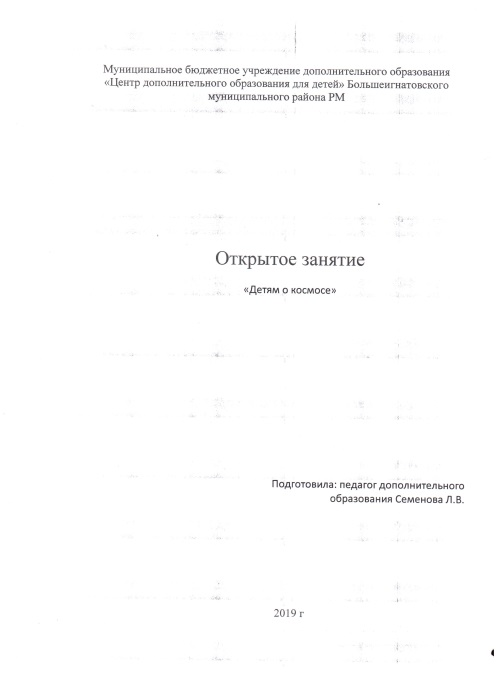 Муниципальное бюджетное учреждение дополнительного образования
«Центр дополнительного образования для детей» Большеигнатовского
муниципального района РМ
Открытое занятие
«Детям о космосе»
Подготовила: педагог дополнительного
образования Семенова Л.В.
2019 г